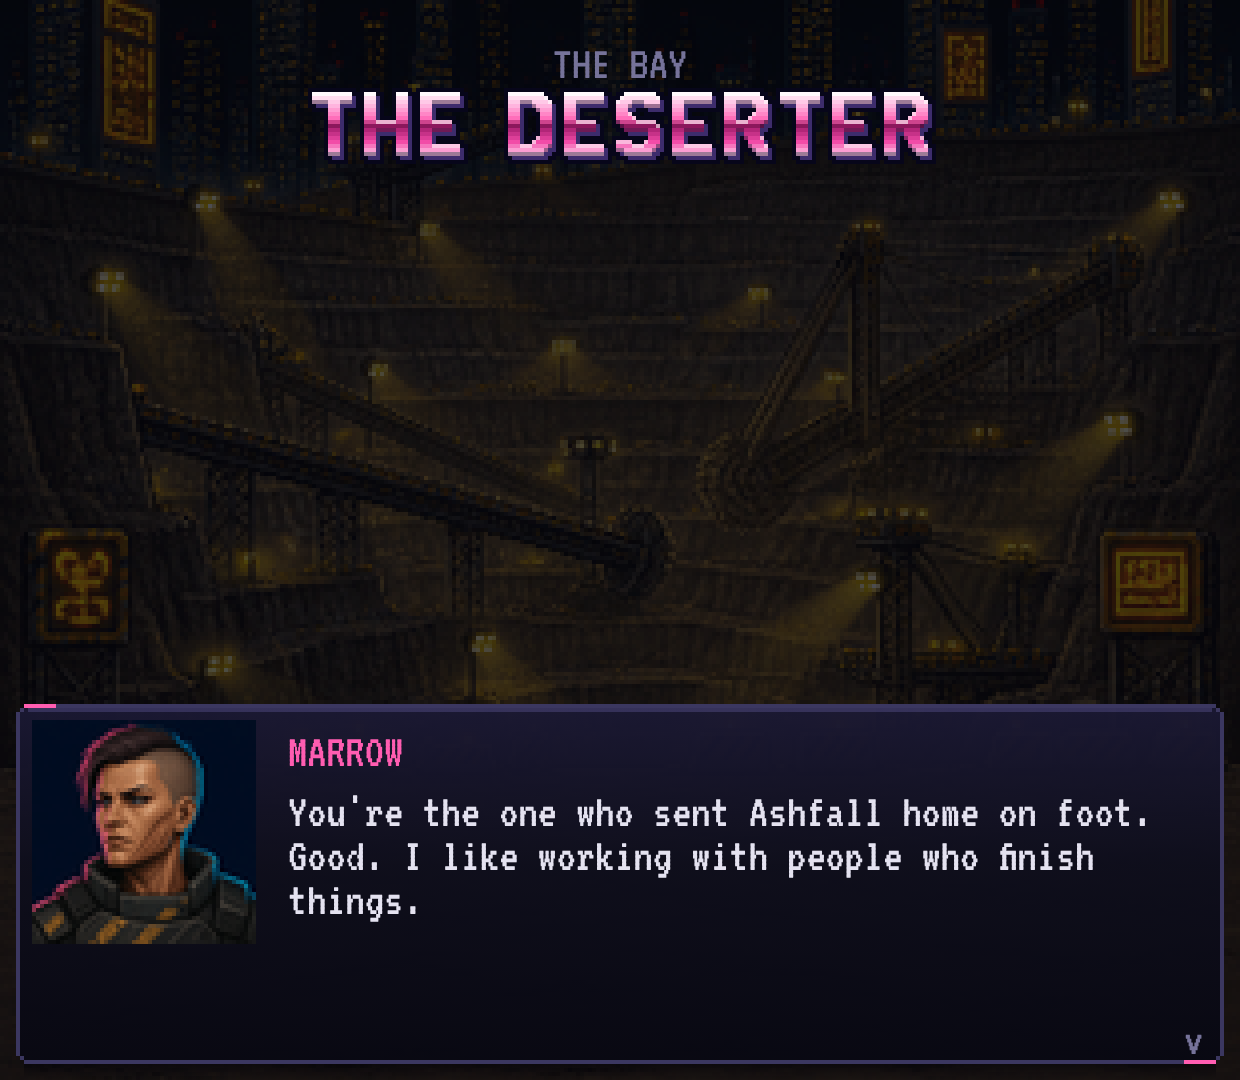 THE BAY
THE DESERTER
MARROW
You're the one who sent Ashfall home on foot.
Good. I like working with people who finish
things.
V